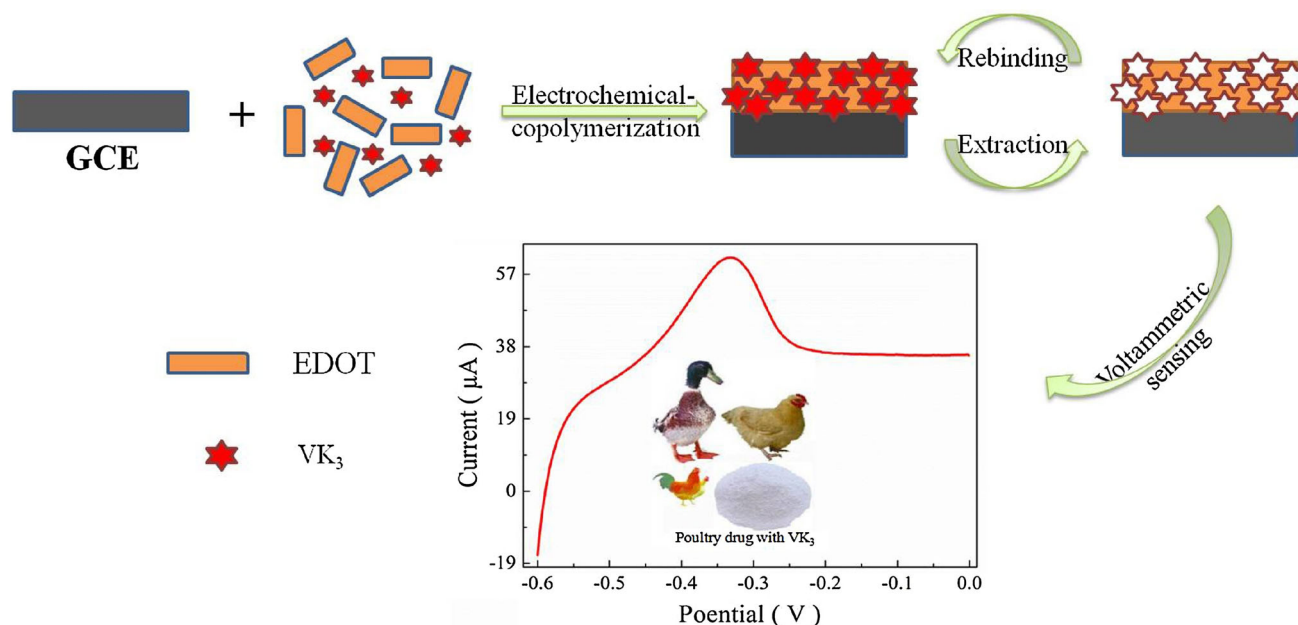 GCE
+
Electrochemical-
copolymerization
Rebinding
Extraction
Voltammetric
sensing
EDOT
VK₃
Current ( μA )
57
38
19
0
-19
Poultry drug with VK₃
-0.6 -0.5 -0.4 -0.3 -0.2 -0.1 0.0
Poential ( V )